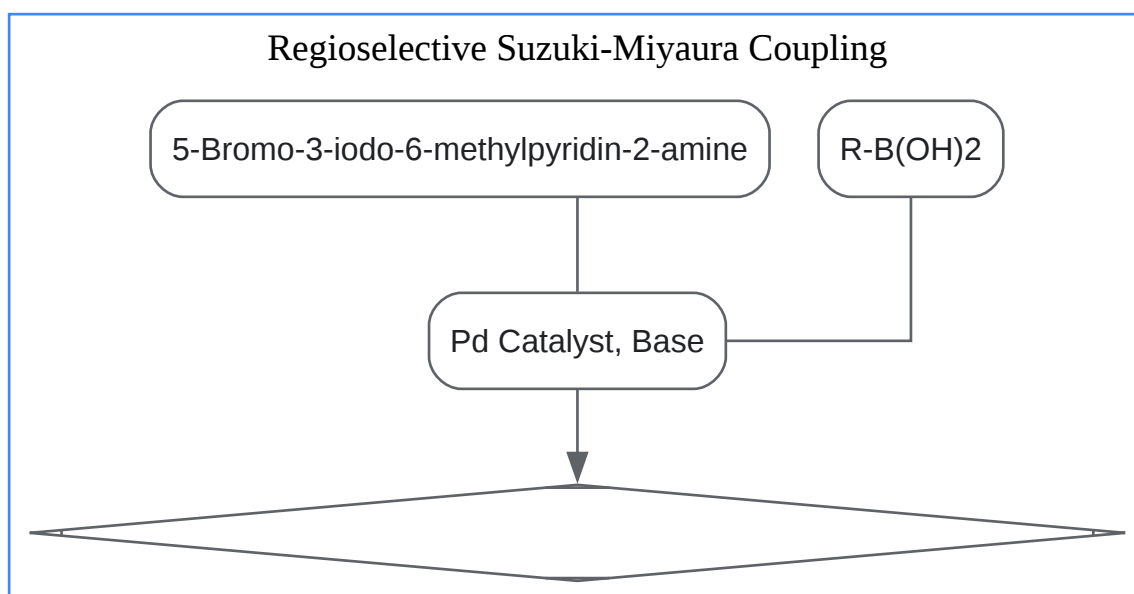 Regioselective Suzuki-Miyaura Coupling
5-Bromo-3-iodo-6-methylpyridin-2-amine
R-B(OH)2
Pd Catalyst, Base